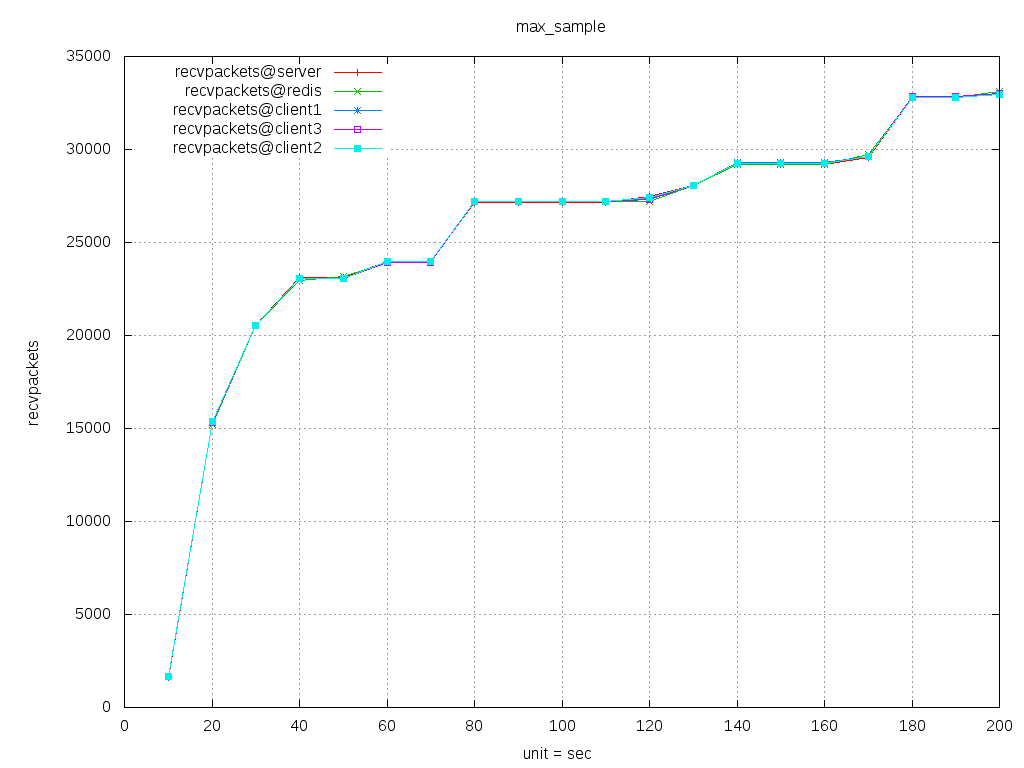 max_sample
35000
30000
25000
20000
15000
10000
5000
0
recvpackets
recvpackets@server
recvpackets@redis
recvpackets@client1
recvpackets@client3
recvpackets@client2
0 20 40 60 80 100 120 140 160 180 200
unit = sec